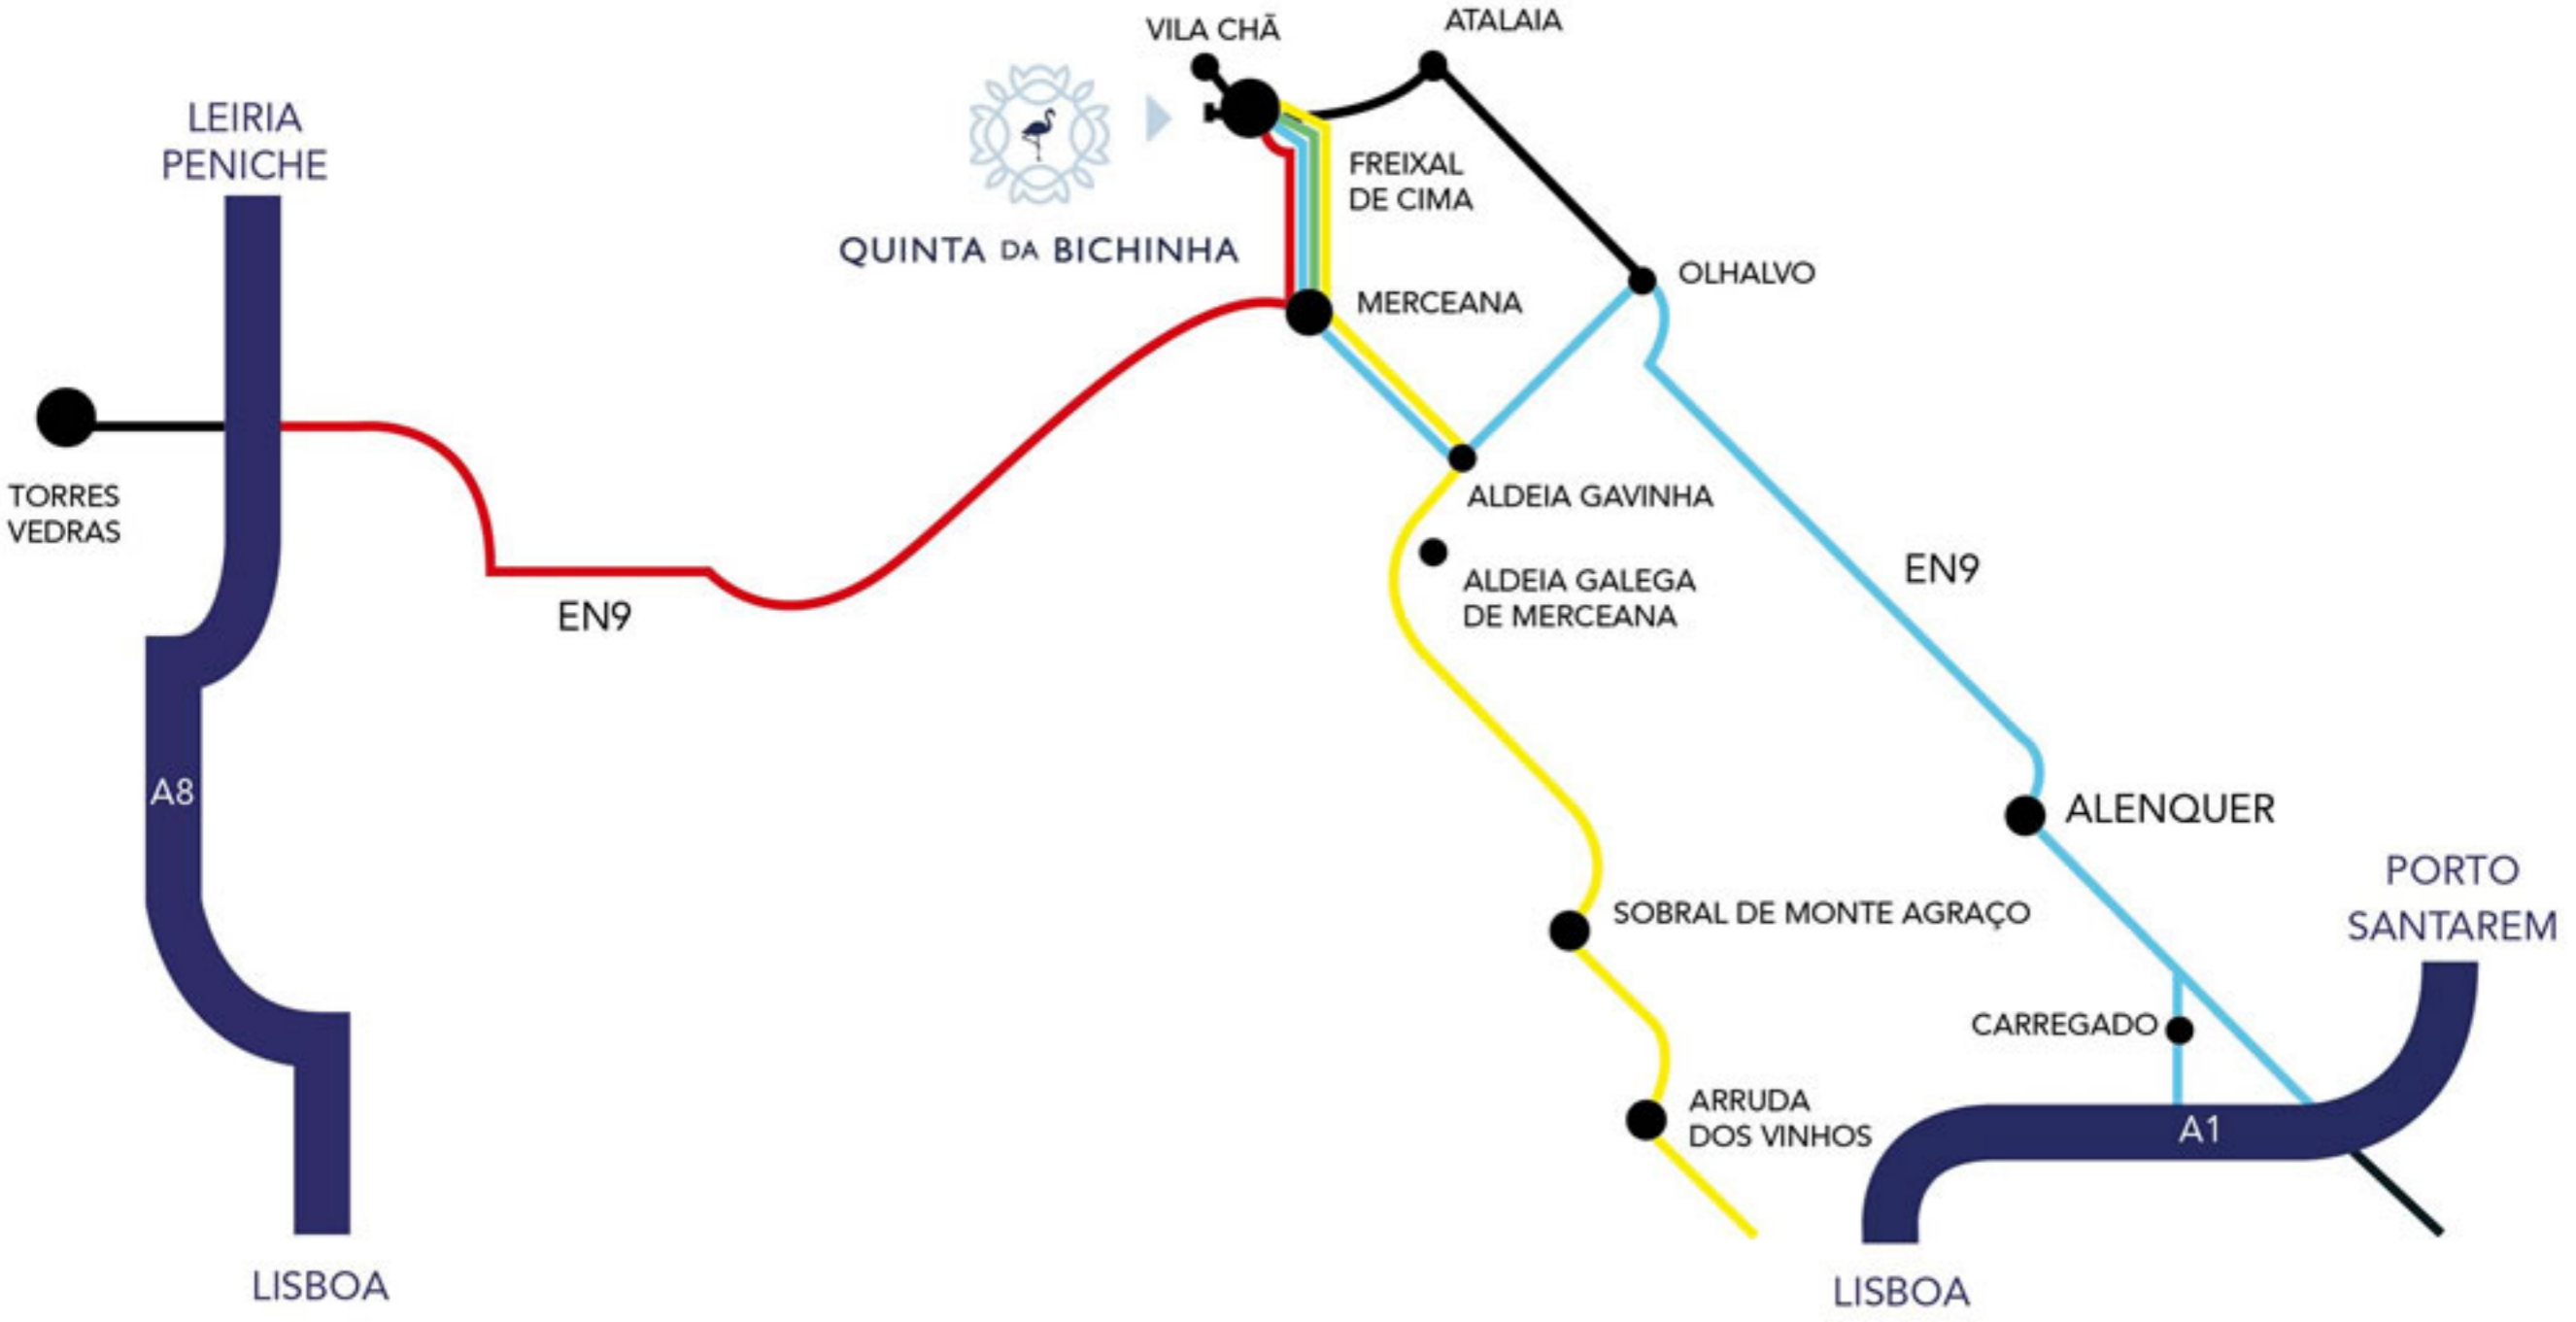 VILA CHÃ
ATALAIA
LEIRIA
PENICHE
FREIXAL
DE CIMA
QUINTA DA BICHINHA
OLHALVO
MERCEANA
TORRES
VEDRAS
ALDEIA GAVINHA
EN9
ALDEIA GALEGA
DE MERCEANA
EN9
A8
ALENQUER
PORTO
SANTAREM
SOBRAL DE MONTE AGRAÇO
CARREGADO
ARRUDA
DOS VINHOS
A1
LISBOA
LISBOA